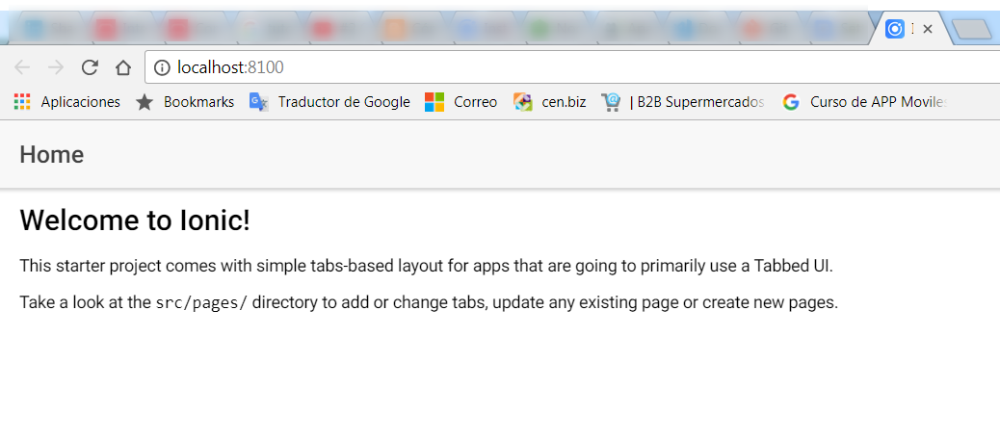 localhost:8100
Aplicaciones Bookmarks Traductor de Google Correo cen.biz | B2B Supermercados Curso de APP Moviles
Home
Welcome to Ionic!
This starter project comes with simple tabs-based layout for apps that are going to primarily use a Tabbed UI.
Take a look at the src/pages/ directory to add or change tabs, update any existing page or create new pages.